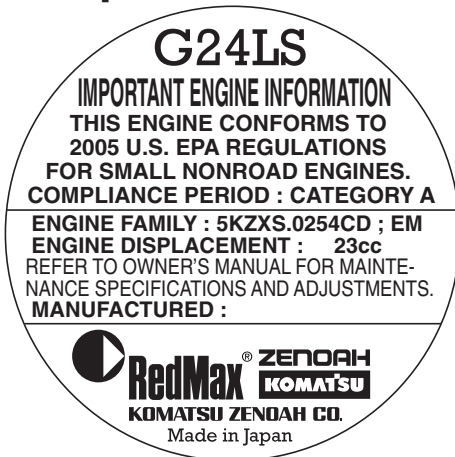 G24LS
IMPORTANT ENGINE INFORMATION
THIS ENGINE CONFORMS TO
2005 U.S. EPA REGULATIONS
FOR SMALL NONROAD ENGINES.
COMPLIANCE PERIOD : CATEGORY A
ENGINE FAMILY : 5KZXS.0254CD ; EM
ENGINE DISPLACEMENT : 23cc
REFER TO OWNER'S MANUAL FOR MAINTE-
NANCE SPECIFICATIONS AND ADJUSTMENTS.
MANUFACTURED :
RedMax® ZENOAH
KOMATSU
KOMATSU ZENOAH CO.
Made in Japan